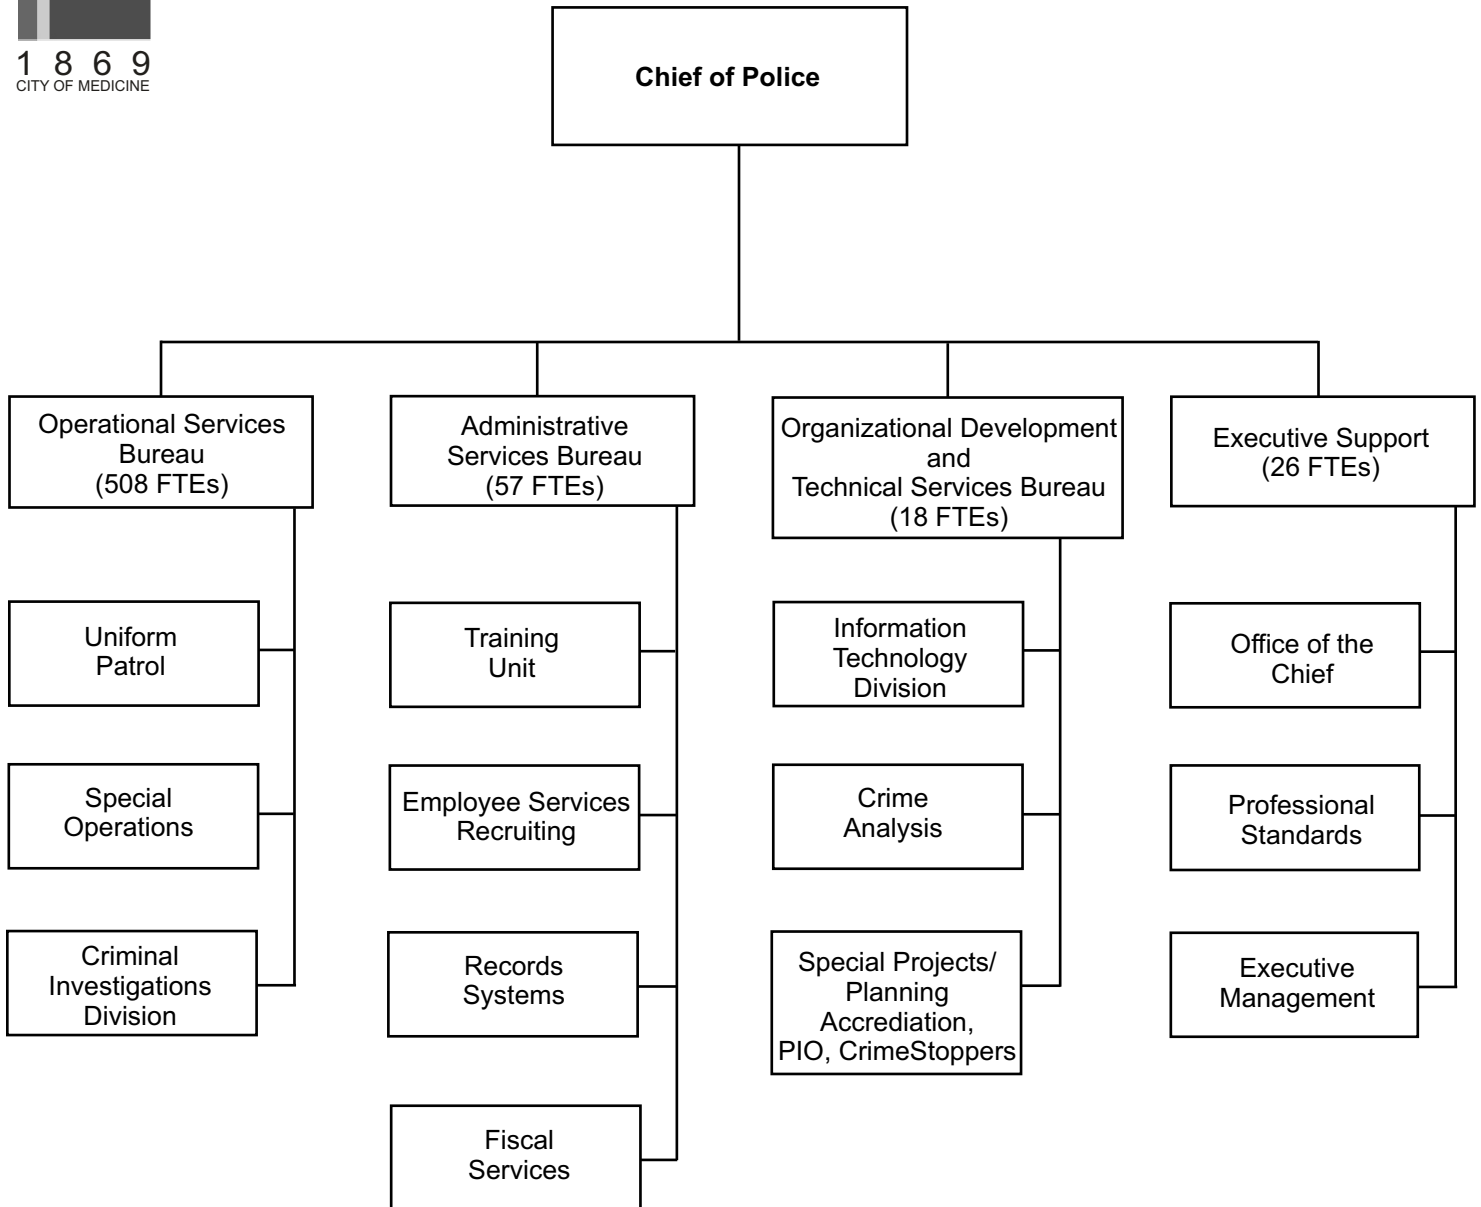 1 8 6 9
CITY OF MEDICINE
Chief of Police
Operational Services
Bureau
(508 FTEs)
Administrative
Services Bureau
(57 FTEs)
Organizational Development
and
Technical Services Bureau
(18 FTEs)
Executive Support
(26 FTEs)
Uniform
Patrol
Training
Unit
Information
Technology
Division
Office of the
Chief
Special
Operations
Employee Services
Recruiting
Crime
Analysis
Professional
Standards
Criminal
Investigations
Division
Records
Systems
Special Projects/
Planning
Accrediation,
PIO, CrimeStoppers
Executive
Management
Fiscal
Services